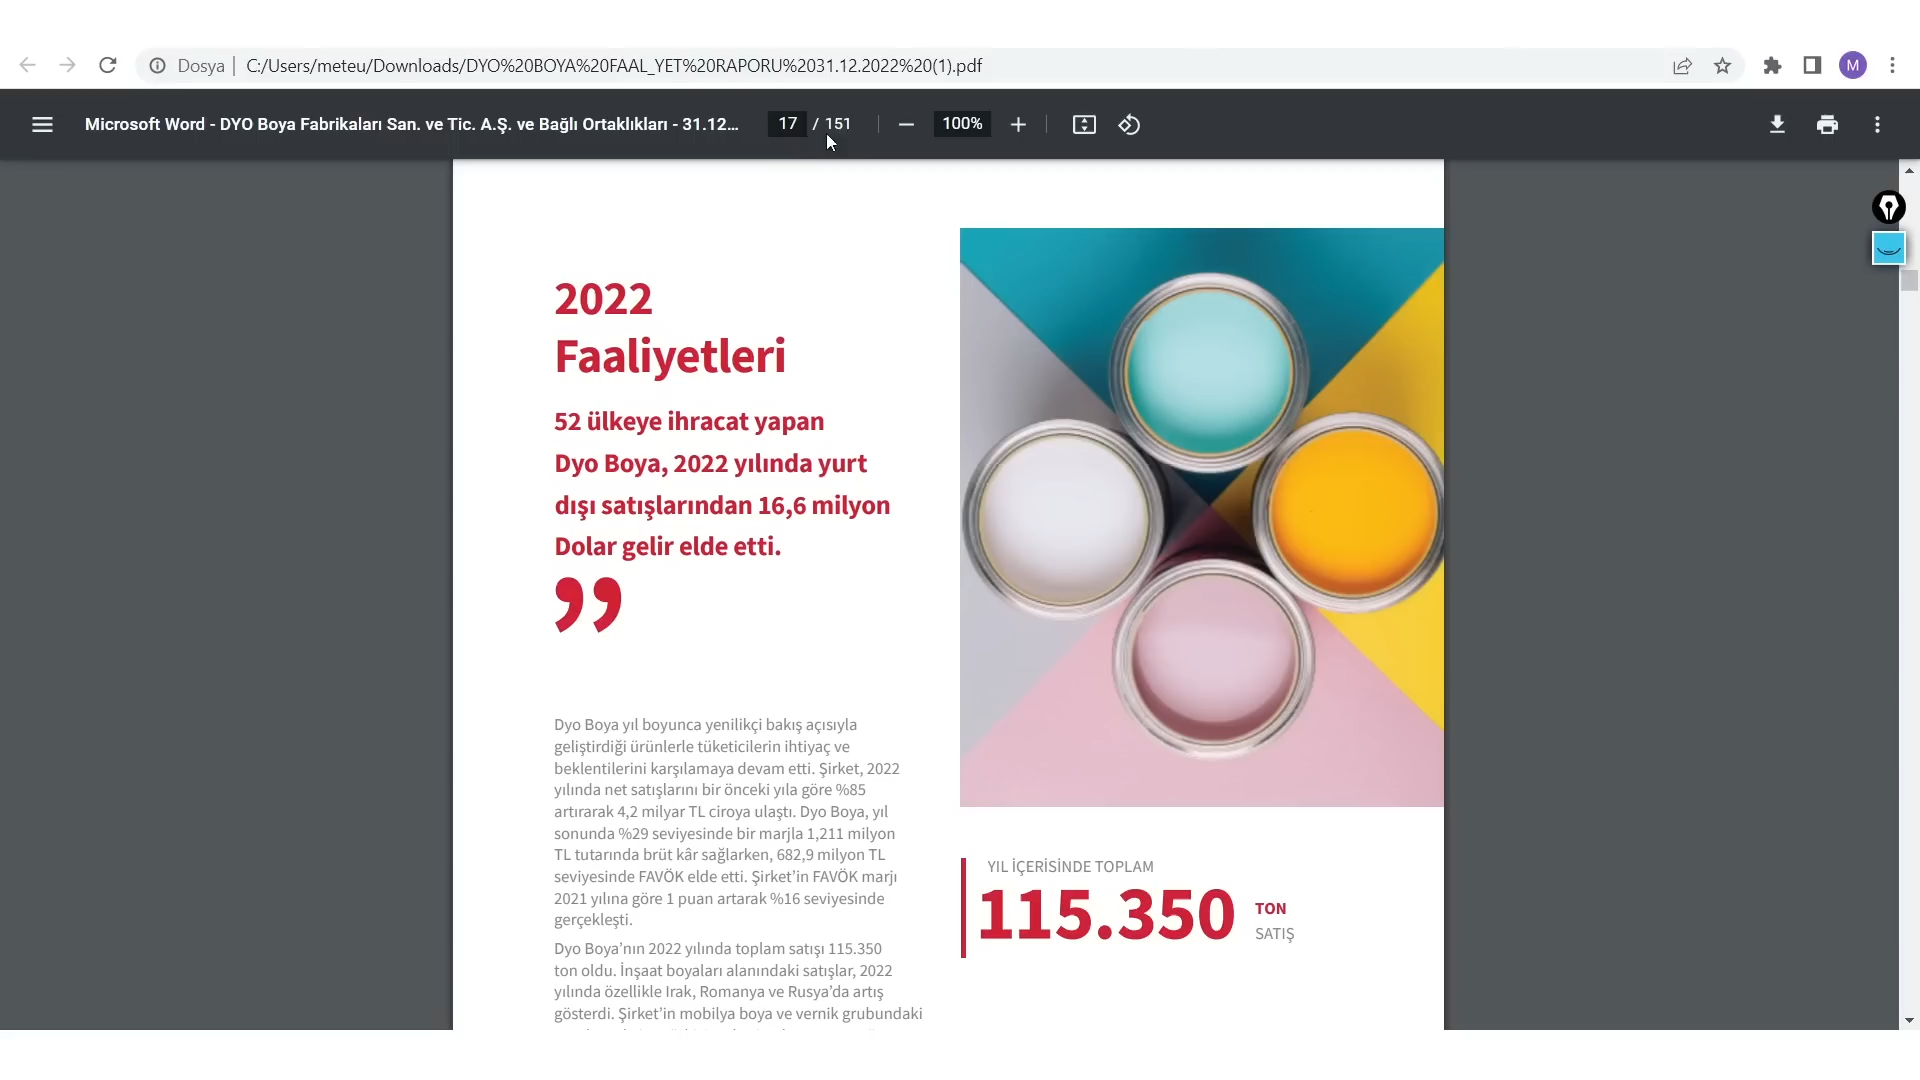 Dosya | C:/Users/meteu/Downloads/DYO%20BOYA%20FAAL_YET%20RAPORU%2031.12.2022%20(1).pdf
M
Microsoft Word - DYO Boya Fabrikaları San. ve Tic. A.Ş. ve Bağlı Ortaklıkları - 31.12...
17 / 151
100%
2022
Faaliyetleri
52 ülkeye ihracat yapan
Dyo Boya, 2022 yılında yurt
dışı satışlarından 16,6 milyon
Dolar gelir elde etti.
”
Dyo Boya yıl boyunca yenilikçi bakış açısıyla
geliştirdiği ürünlerle tüketicilerin ihtiyaç ve
beklentilerini karşılamaya devam etti. Şirket, 2022
yılında net satışlarını bir önceki yıla göre %85
artırarak 4,2 milyar TL ciroya ulaştı. Dyo Boya, yıl
sonunda %29 seviyesinde bir marjla 1,211 milyon
TL tutarında brüt kâr sağlarken, 682,9 milyon TL
seviyesinde FAVÖK elde etti. Şirket’in FAVÖK marjı
2021 yılına göre 1 puan artarak %16 seviyesinde
gerçekleşti.
Dyo Boya’nın 2022 yılında toplam satışı 115.350
ton oldu. İnşaat boyaları alanındaki satışlar, 2022
yılında özellikle Irak, Romanya ve Rusya’da artış
gösterdi. Şirket’in mobilya boya ve vernik grubundaki
YIL İÇERİSİNDE TOPLAM
115.350 TON
SATIŞ